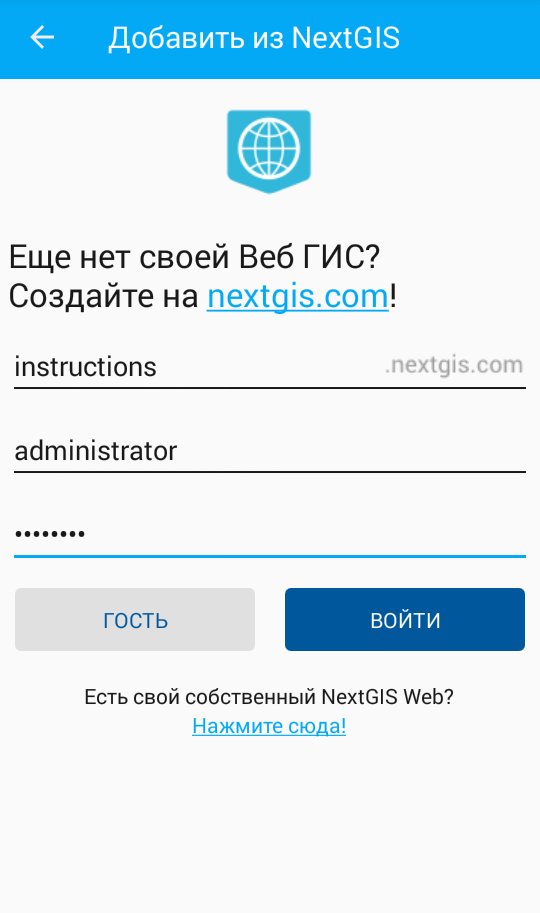 Добавить из NextGIS
Еще нет своей Веб ГИС?
Создайте на nextgis.com!
instructions .nextgis.com
administrator
••••••••
ГОСТЬ ВОЙТИ
Есть свой собственный NextGIS Web?
Нажмите сюда!